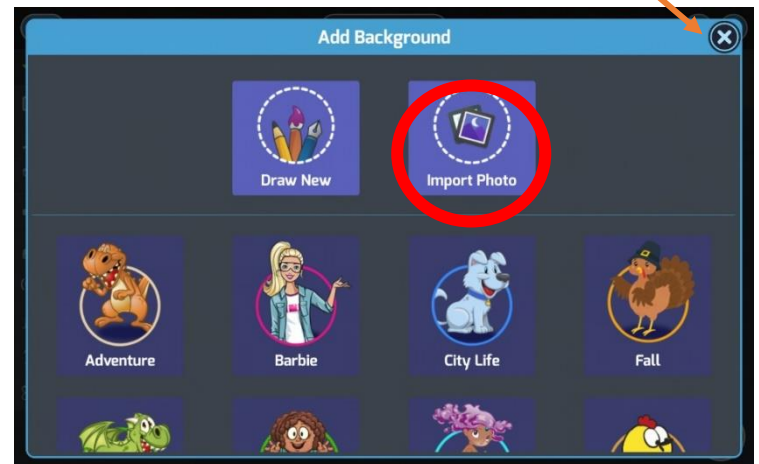 Add Background
Draw New
Import Photo
Adventure
Barbie
City Life
Fall